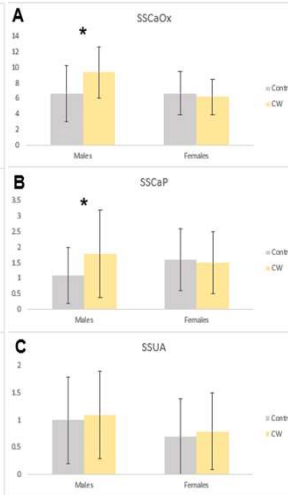 A
SSCaOx
*
14
12
10
8
6
4
2
0
Males
Females
Contr
CW
B
SSCaP
*
3.5
3
2.5
2
1.5
1
0.5
0
Males
Females
Contr
CW
C
SSUA
2
1.5
1
0.5
0
Males
Females
Contr
CW